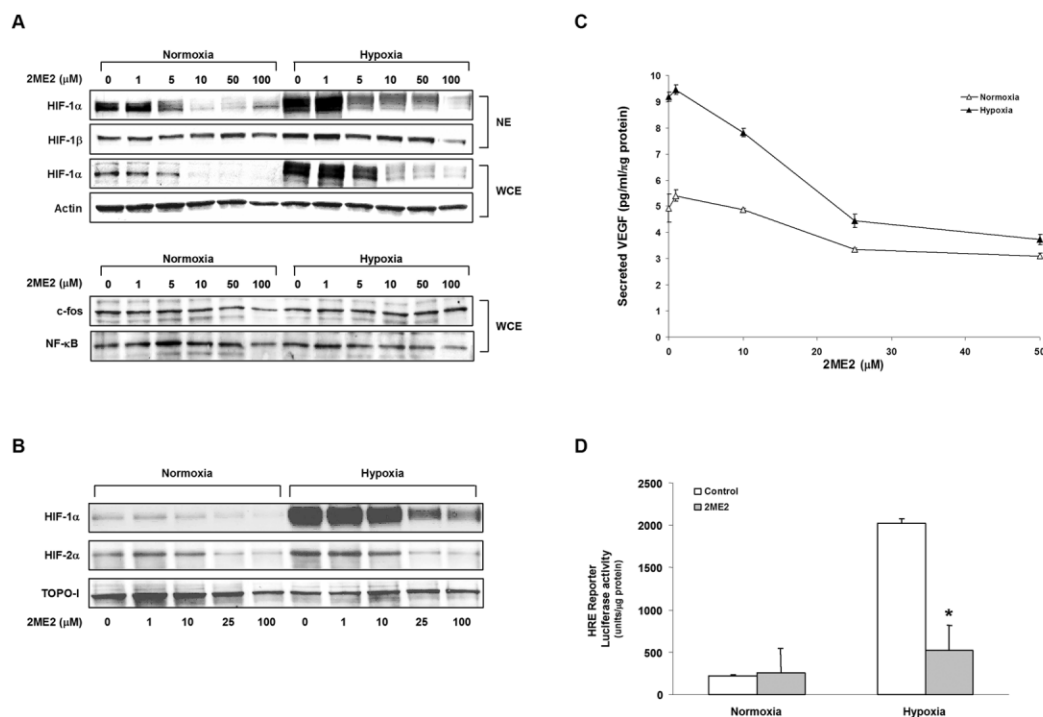 A
Normoxia Hypoxia
2ME2 (μM) 0 1 5 10 50 100 0 1 5 10 50 100
HIF-1α
NE
HIF-1β
HIF-1α
WCE
Actin
Normoxia Hypoxia
2ME2 (μM) 0 1 5 10 50 100 0 1 5 10 50 100
c-fos
WCE
NF-κB
B
Normoxia Hypoxia
HIF-1α
HIF-2α
TOPO-I
2ME2 0 1 10 25 100 0 1 10 25 100
(μM)
C
Secreted VEGF (pg/ml/πg protein)
10
9
8
7
6
5
4
3
2
1
0
Normoxia
Hypoxia
0 10 20 30 40 50
2ME2 (μM)
D
HRE Reporter
Luciferase activity
(units/μg protein)
2500
2000
1500
1000
500
0
Control
2ME2
*
Normoxia Hypoxia